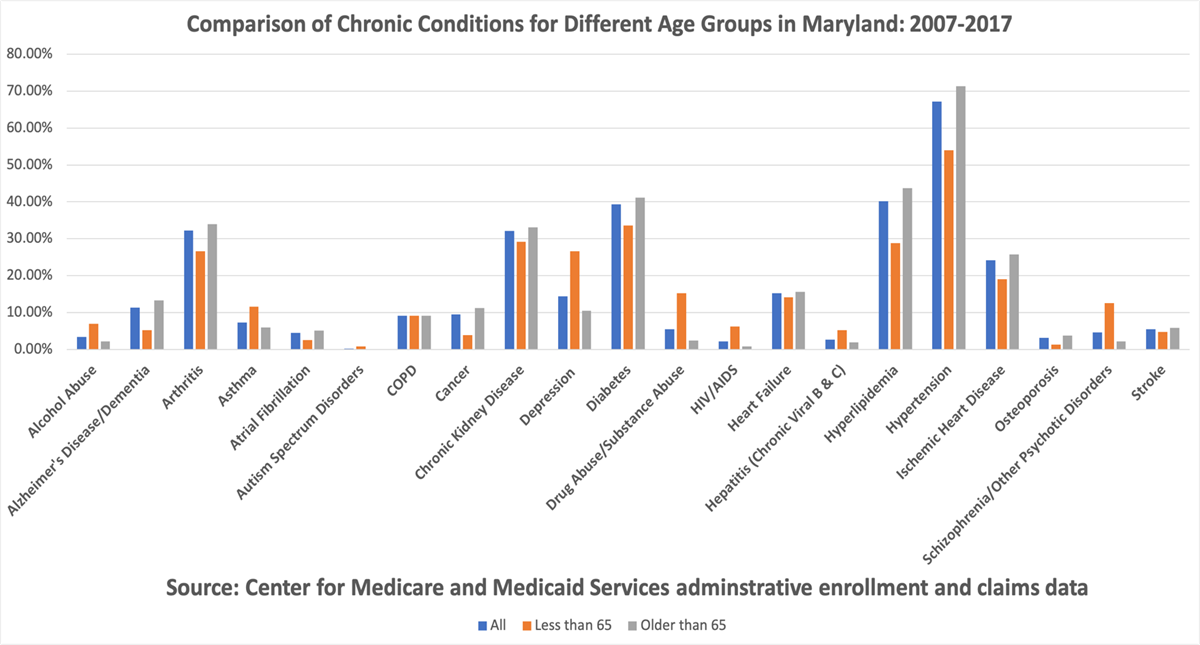 Comparison of Chronic Conditions for Different Age Groups in Maryland: 2007-2017
80.00%
70.00%
60.00%
50.00%
40.00%
30.00%
20.00%
10.00%
0.00%
Alcohol Abuse
Alzheimer's Disease/Dementia
Arthritis
Asthma
Atrial Fibrillation
Autism Spectrum Disorders
COPD
Cancer
Chronic Kidney Disease
Depression
Diabetes
Drug Abuse/Substance Abuse
HIV/AIDS
Heart Failure
Hepatitis (Chronic Viral B & C)
Hyperlipidemia
Hypertension
Ischemic Heart Disease
Osteoporosis
Schizophrenia/Other Psychotic Disorders
Stroke
Source: Center for Medicare and Medicaid Services adminstrative enrollment and claims data
All Less than 65 Older than 65